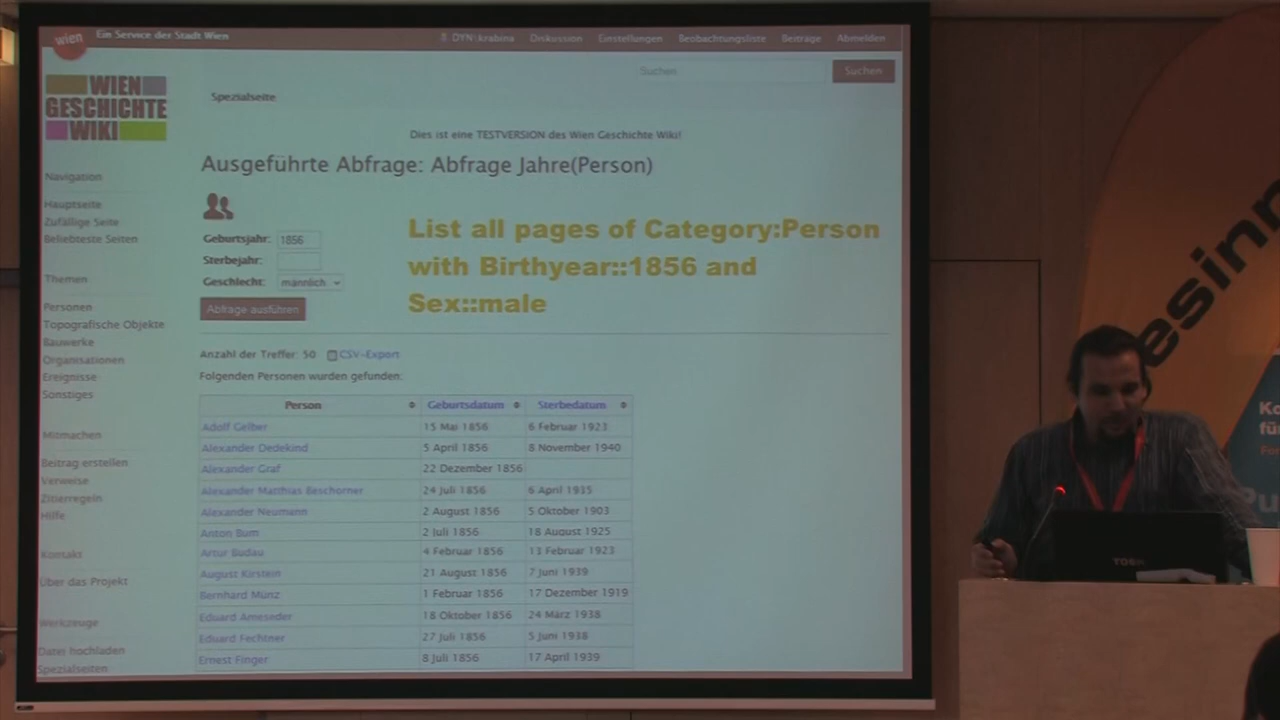 wien
Ein Service der Stadt Wien
DYN\krabina Diskussion Einstellungen Beobachtungsliste Beiträge Abmelden
Suchen Suchen
WIEN
GESCHICHTE
WIKI
Spezialseite
Dies ist eine TESTVERSION des Wien Geschichte Wiki!
Ausgeführte Abfrage: Abfrage Jahre(Person)
Navigation
Hauptseite
Zufällige Seite
Beliebteste Seiten
Themen
Personen
Topografische Objekte
Bauwerke
Organisationen
Ereignisse
Sonstiges
Mitmachen
Beitrag erstellen
Verweise
Zitierregeln
Hilfe
Kontakt
Über das Projekt
Werkzeuge
Datei hochladen
Spezialseiten
Geburtsjahr: 1856
Sterbejahr:
Geschlecht: männlich
Abfrage ausführen
List all pages of Category:Person
with Birthyear::1856 and
Sex::male
Anzahl der Treffer: 50 CSV-Export
Folgenden Personen wurden gefunden:
Person Geburtsdatum Sterbedatum
Adolf Gelber 15 Mai 1856 6 Februar 1923
Alexander Dedekind 5 April 1856 8 November 1940
Alexander Graf 22 Dezember 1856
Alexander Matthias Beschorner 24 Juli 1856 6 April 1935
Alexander Neumann 2 August 1856 5 Oktober 1903
Anton Bum 2 Juli 1856 18 August 1925
Artur Budau 4 Februar 1856 13 Februar 1923
August Kirstein 21 August 1856 7 Juni 1939
Bernhard Münz 1 Februar 1856 17 Dezember 1919
Eduard Ameseder 18 Oktober 1856 24 März 1938
Eduard Fechtner 27 Juli 1856 5 Juni 1938
Ernest Finger 8 Juli 1856 17 April 1939
esinn
Ko
für